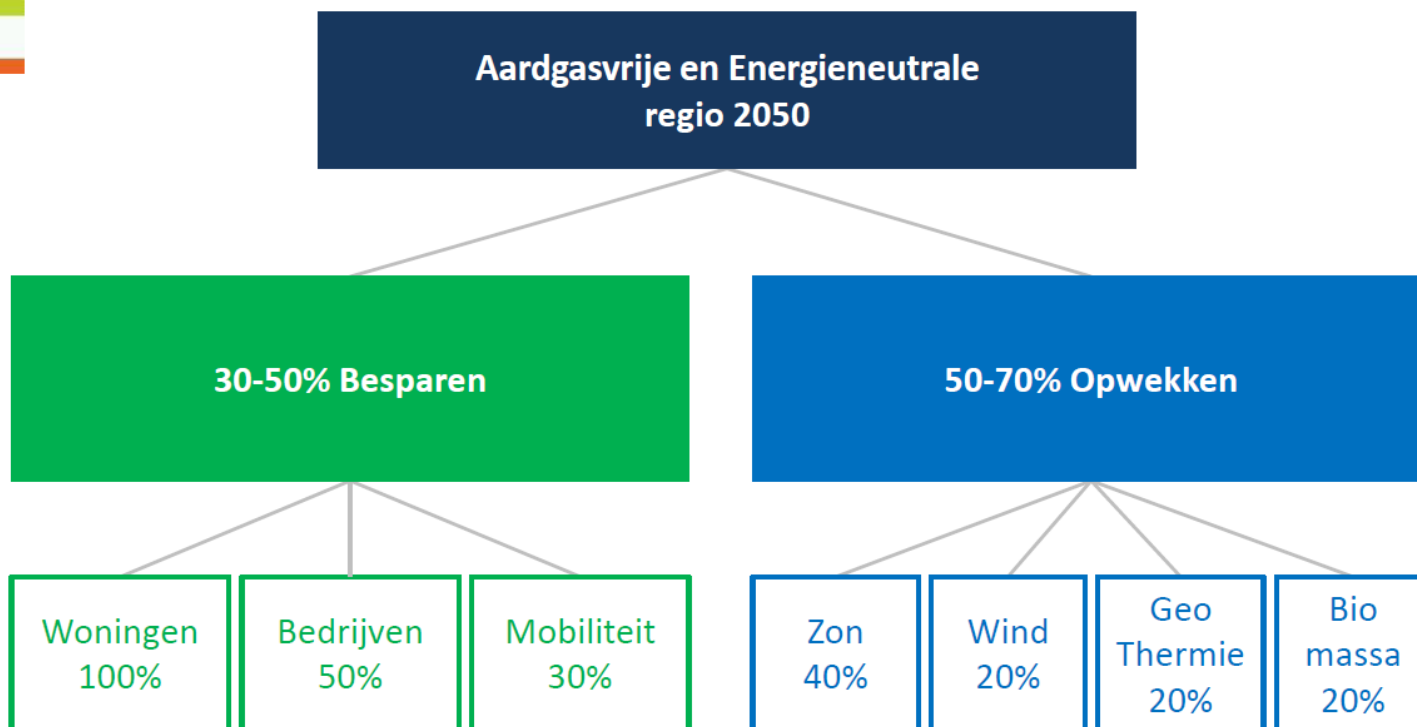 Aardgasvrije en Energieneutrale
regio 2050
30-50% Besparen
50-70% Opwekken
Woningen
100%
Bedrijven
50%
Mobiliteit
30%
Zon
40%
Wind
20%
Geo
Thermie
20%
Bio
massa
20%